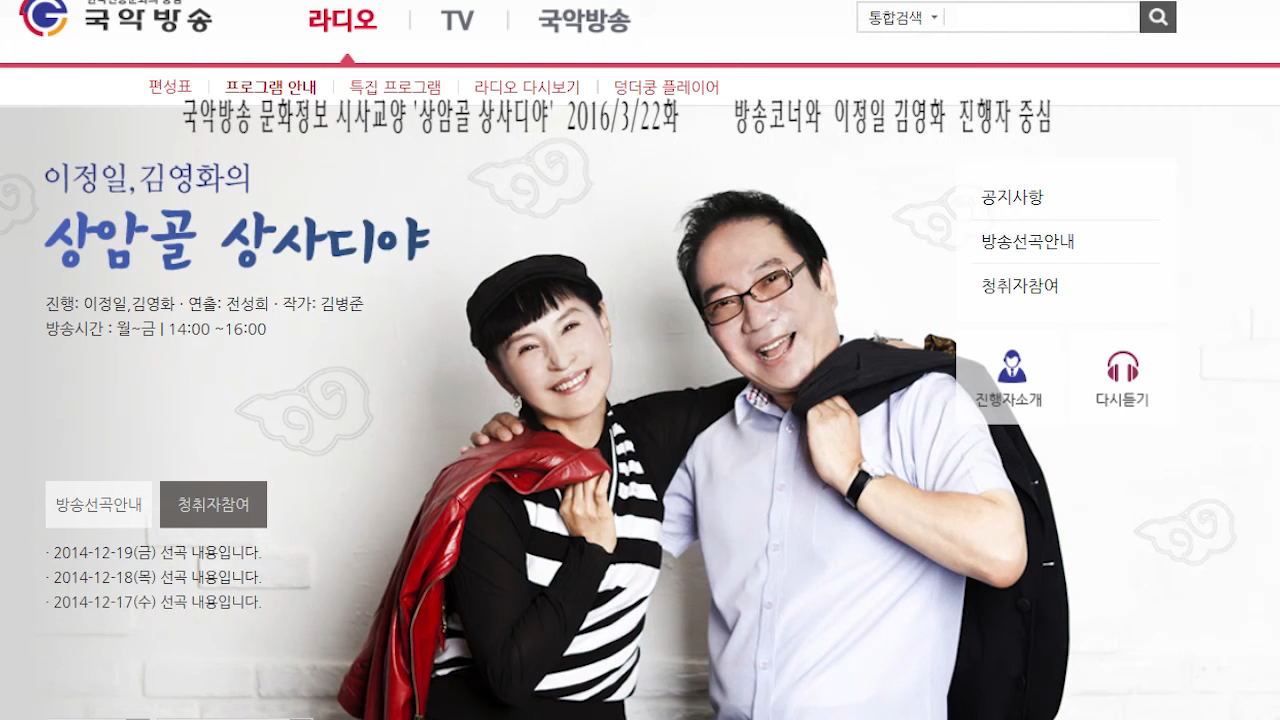 국악방송
라디오
TV
국악방송
통합검색
편성표
프로그램 안내
특집 프로그램
라디오 다시보기
덩더쿵 플레이어
국악방송 문화정보 시사교양 '상암골 상사디야' 2016/3/22화 방송코너와 이정일 김영화 진행자 중심
이정일,김영화의
상암골 상사디야
진행: 이정일,김영화 · 연출: 전성희 · 작가: 김병준
방송시간 : 월~금 | 14:00 ~16:00
공지사항
방송선곡안내
청취자참여
진행자소개
다시듣기
방송선곡안내
청취자참여
· 2014-12-19(금) 선곡 내용입니다.
· 2014-12-18(목) 선곡 내용입니다.
· 2014-12-17(수) 선곡 내용입니다.